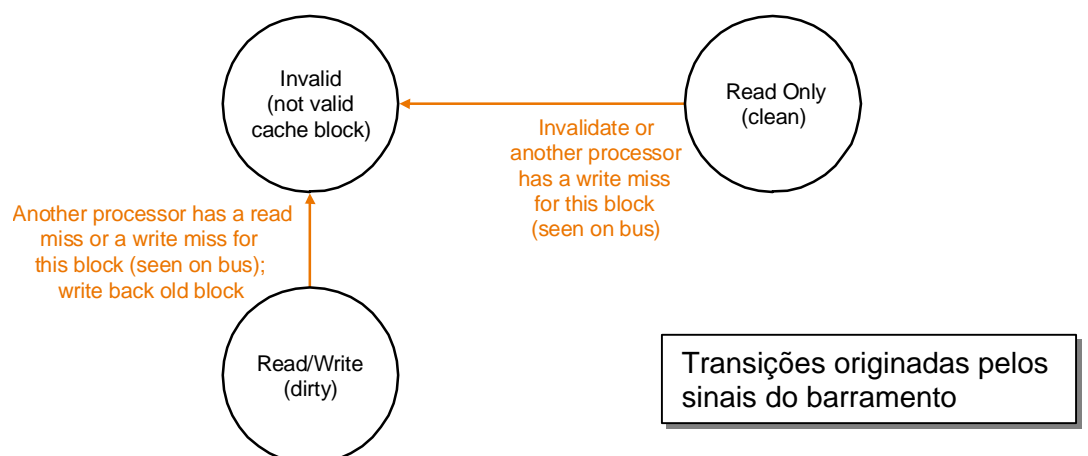 Invalid
(not valid
cache block)
Read Only
(clean)
Invalidate or
another processor
has a write miss
for this block
(seen on bus)
Another processor has a read
miss or a write miss for
this block (seen on bus);
write back old block
Read/Write
(dirty)
Transições originadas pelos
sinais do barramento